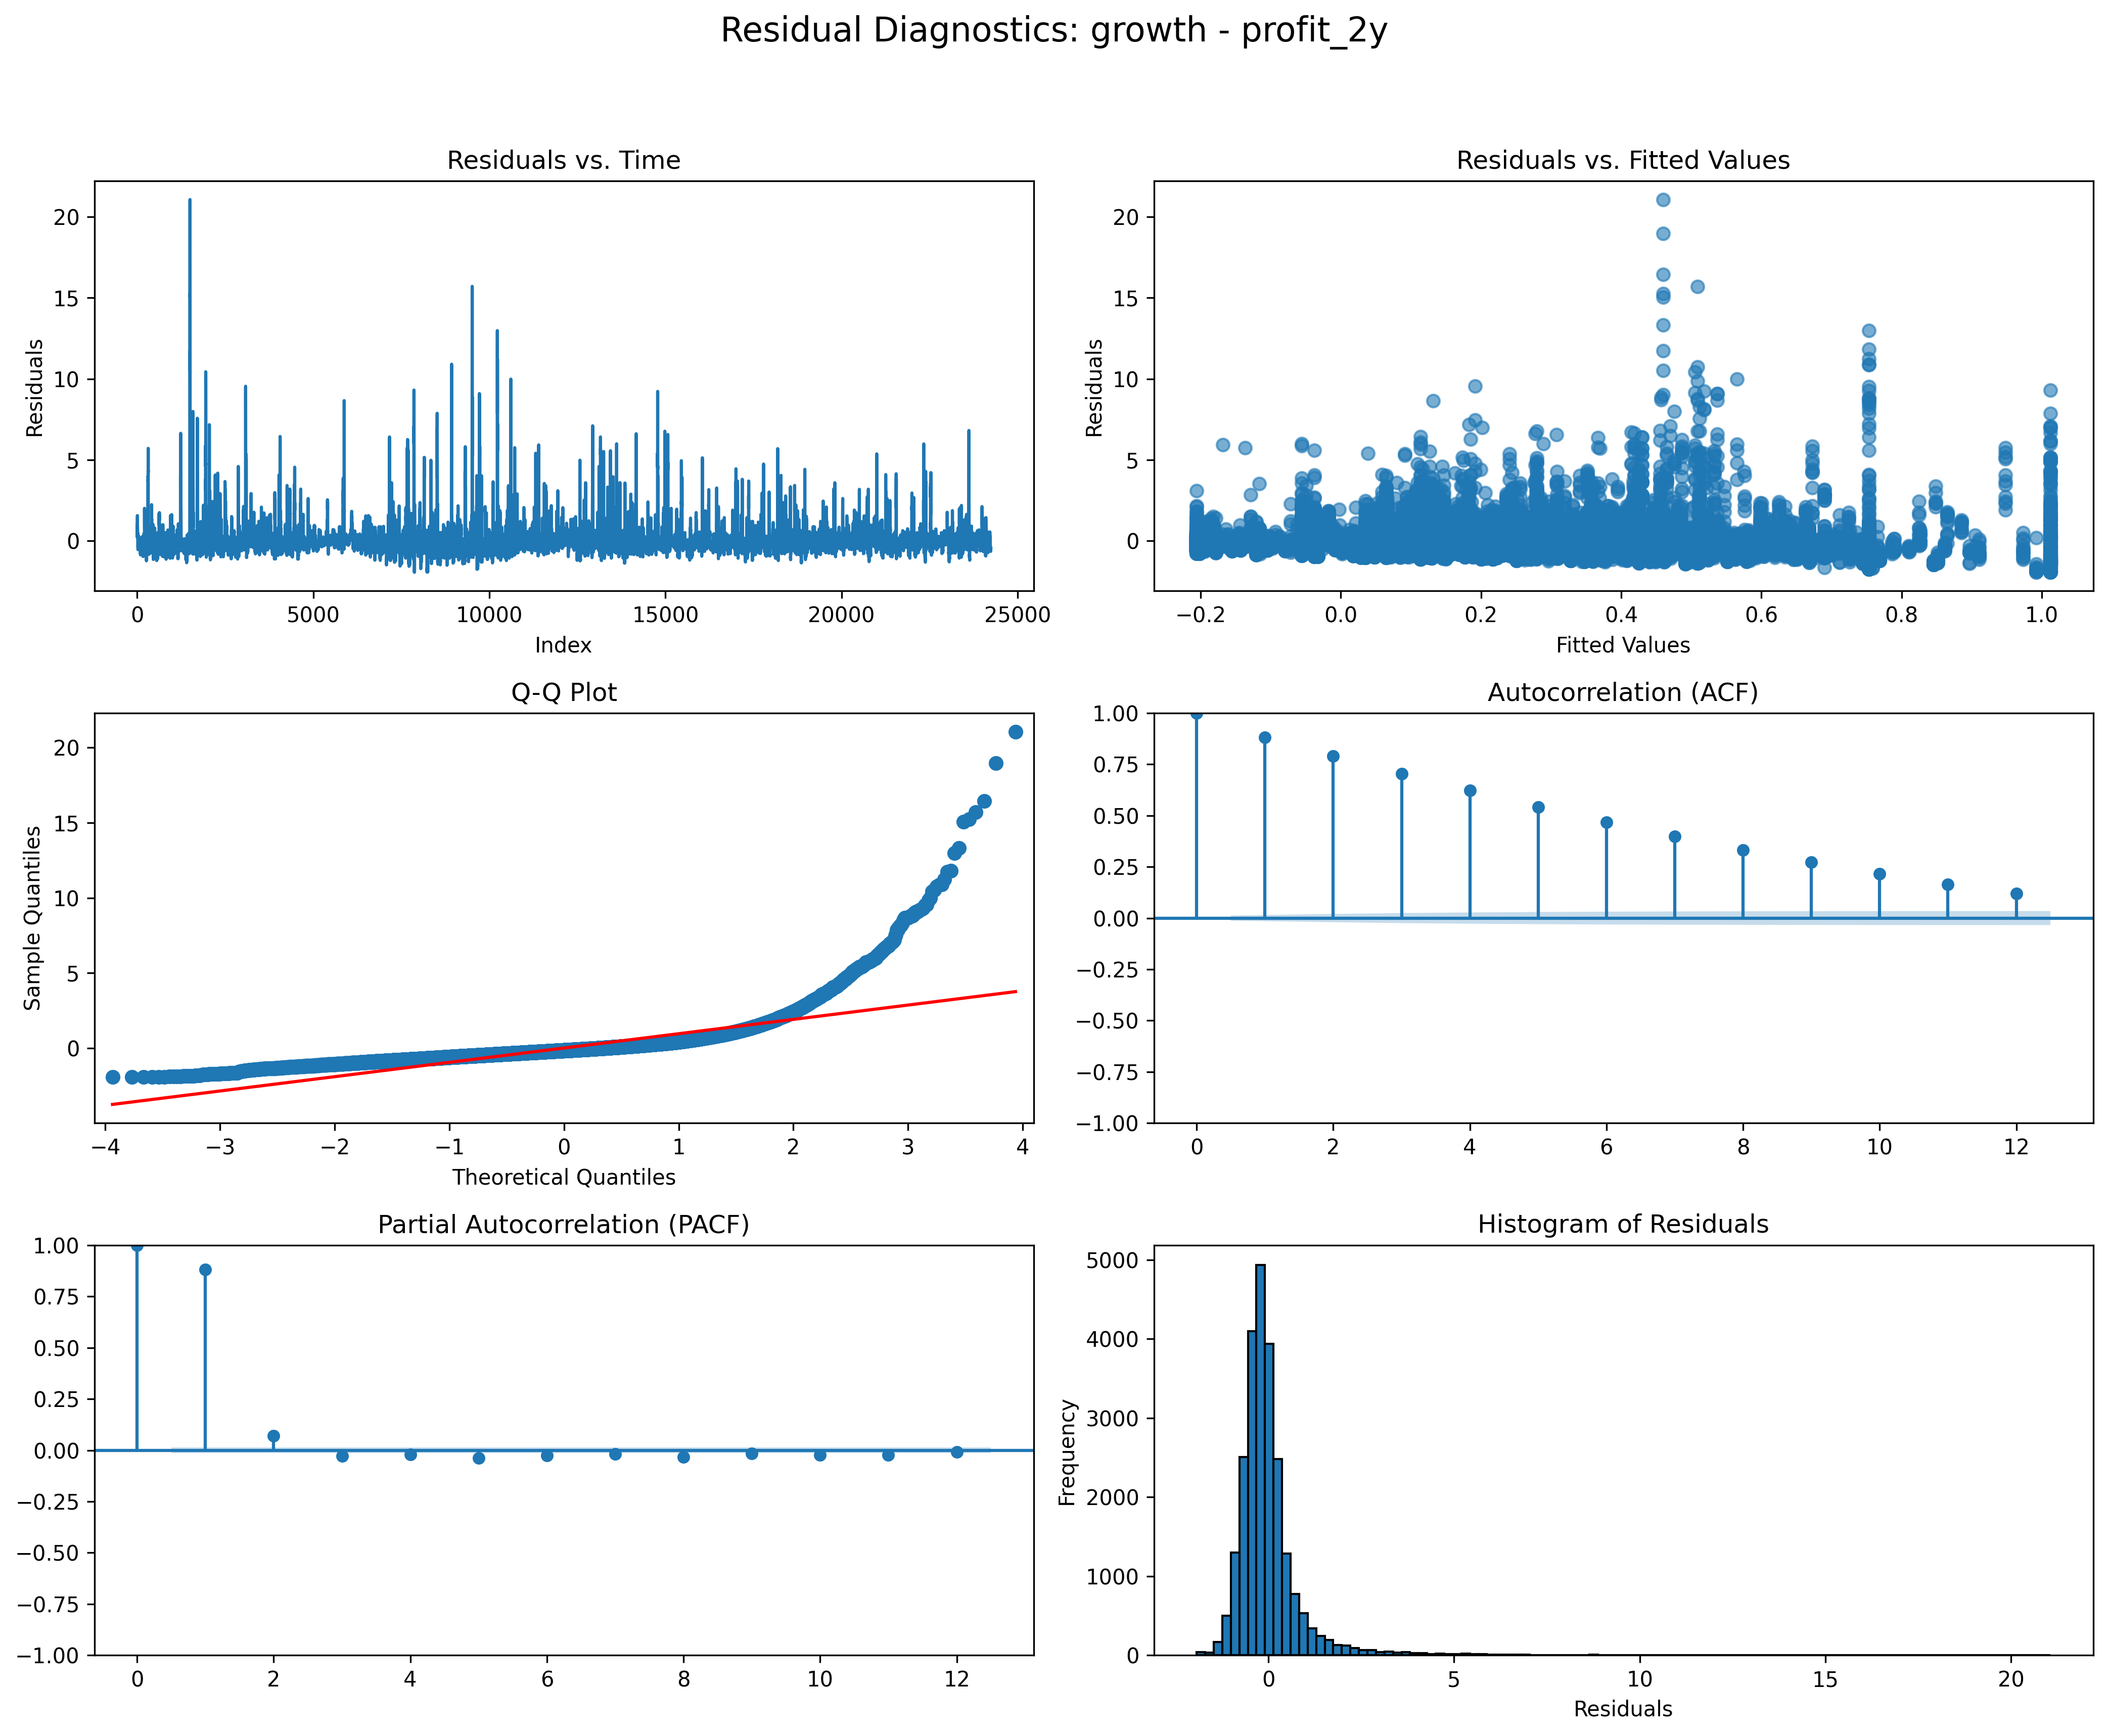 Residual Diagnostics: growth - profit_2y
Residuals vs. Time
Residuals
20
15
10
5
0
0 5000 10000 15000 20000 25000
Index
Residuals vs. Fitted Values
Residuals
20
15
10
5
0
−0.2 0.0 0.2 0.4 0.6 0.8 1.0
Fitted Values
Q-Q Plot
Sample Quantiles
20
15
10
5
0
−4 −3 −2 −1 0 1 2 3 4
Theoretical Quantiles
Autocorrelation (ACF)
1.00
0.75
0.50
0.25
0.00
−0.25
−0.50
−0.75
−1.00
0 2 4 6 8 10 12
Partial Autocorrelation (PACF)
1.00
0.75
0.50
0.25
0.00
−0.25
−0.50
−0.75
−1.00
0 2 4 6 8 10 12
Histogram of Residuals
Frequency
5000
4000
3000
2000
1000
0
0 5 10 15 20
Residuals